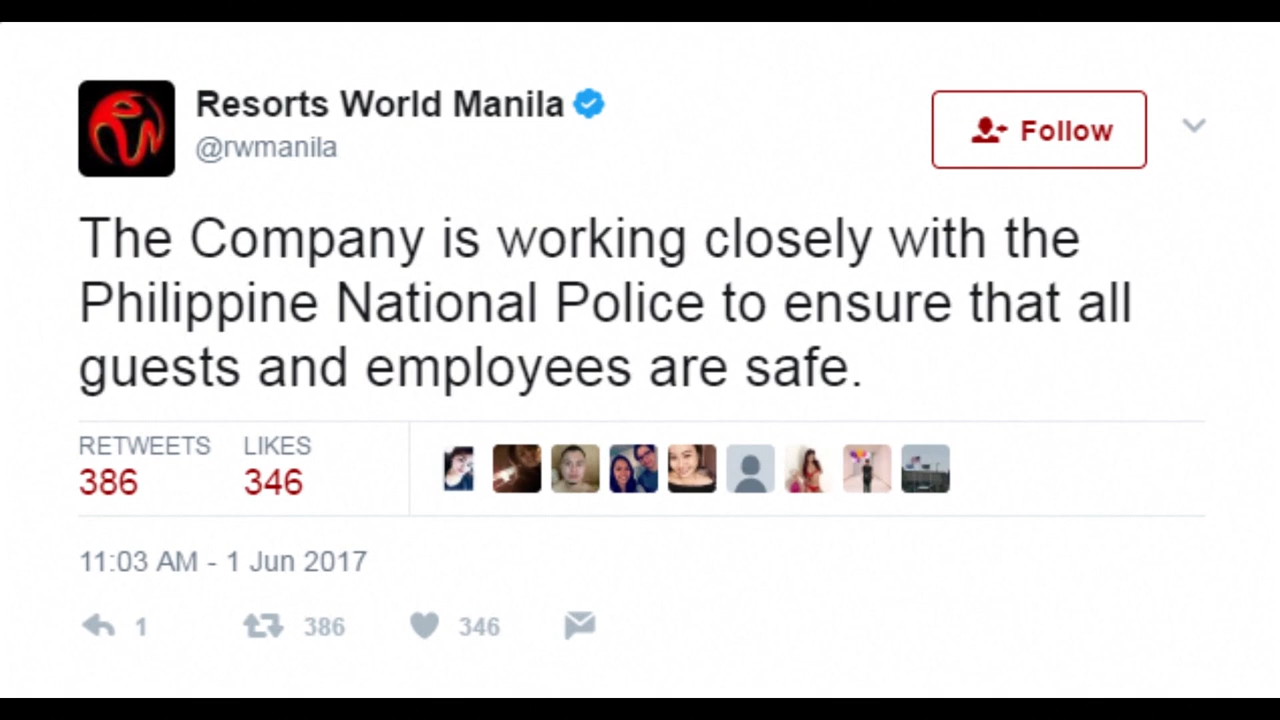 Resorts World Manila
@rwmanila
Follow
The Company is working closely with the
Philippine National Police to ensure that all
guests and employees are safe.
RETWEETS LIKES
386 346
11:03 AM - 1 Jun 2017
1 386 346